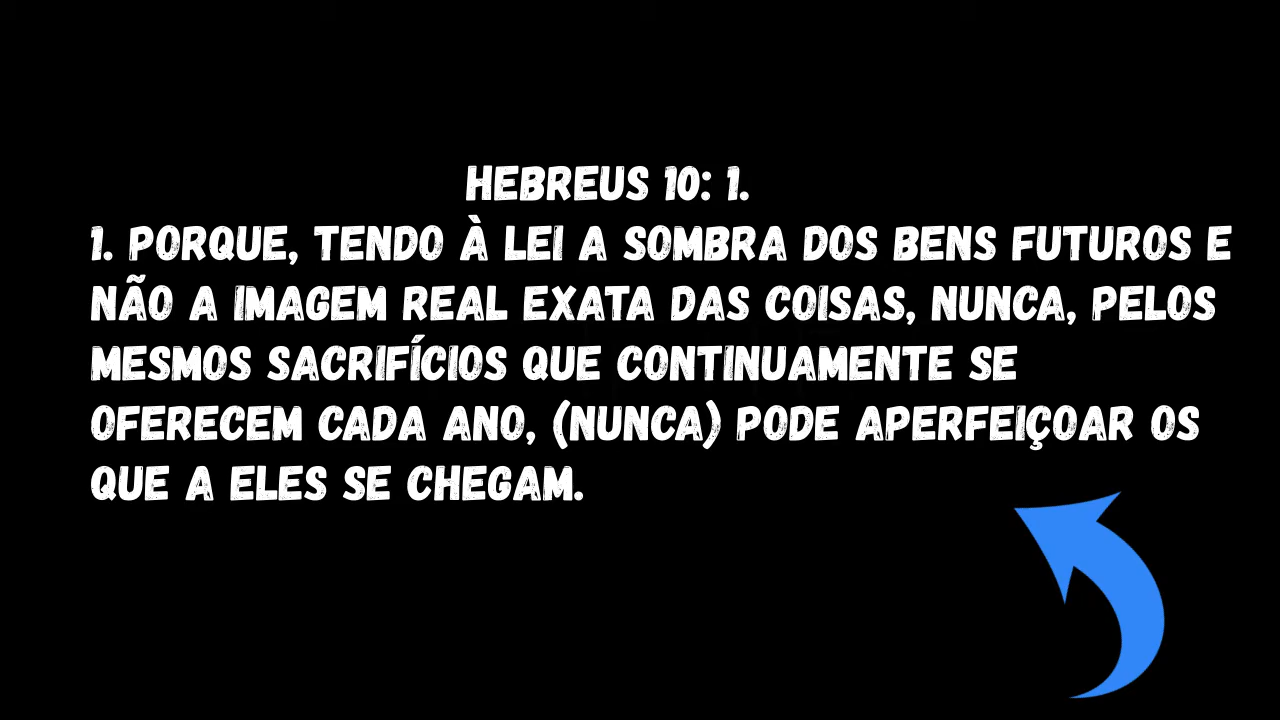 HEBREUS 10: 1.
1. PORQUE, TENDO À LEI A SOMBRA DOS BENS FUTUROS E
NÃO A IMAGEM REAL EXATA DAS COISAS, NUNCA, PELOS
MESMOS SACRIFÍCIOS QUE CONTINUAMENTE SE
OFERECEM CADA ANO, (NUNCA) PODE APERFEIÇOAR OS
QUE A ELES SE CHEGAM.